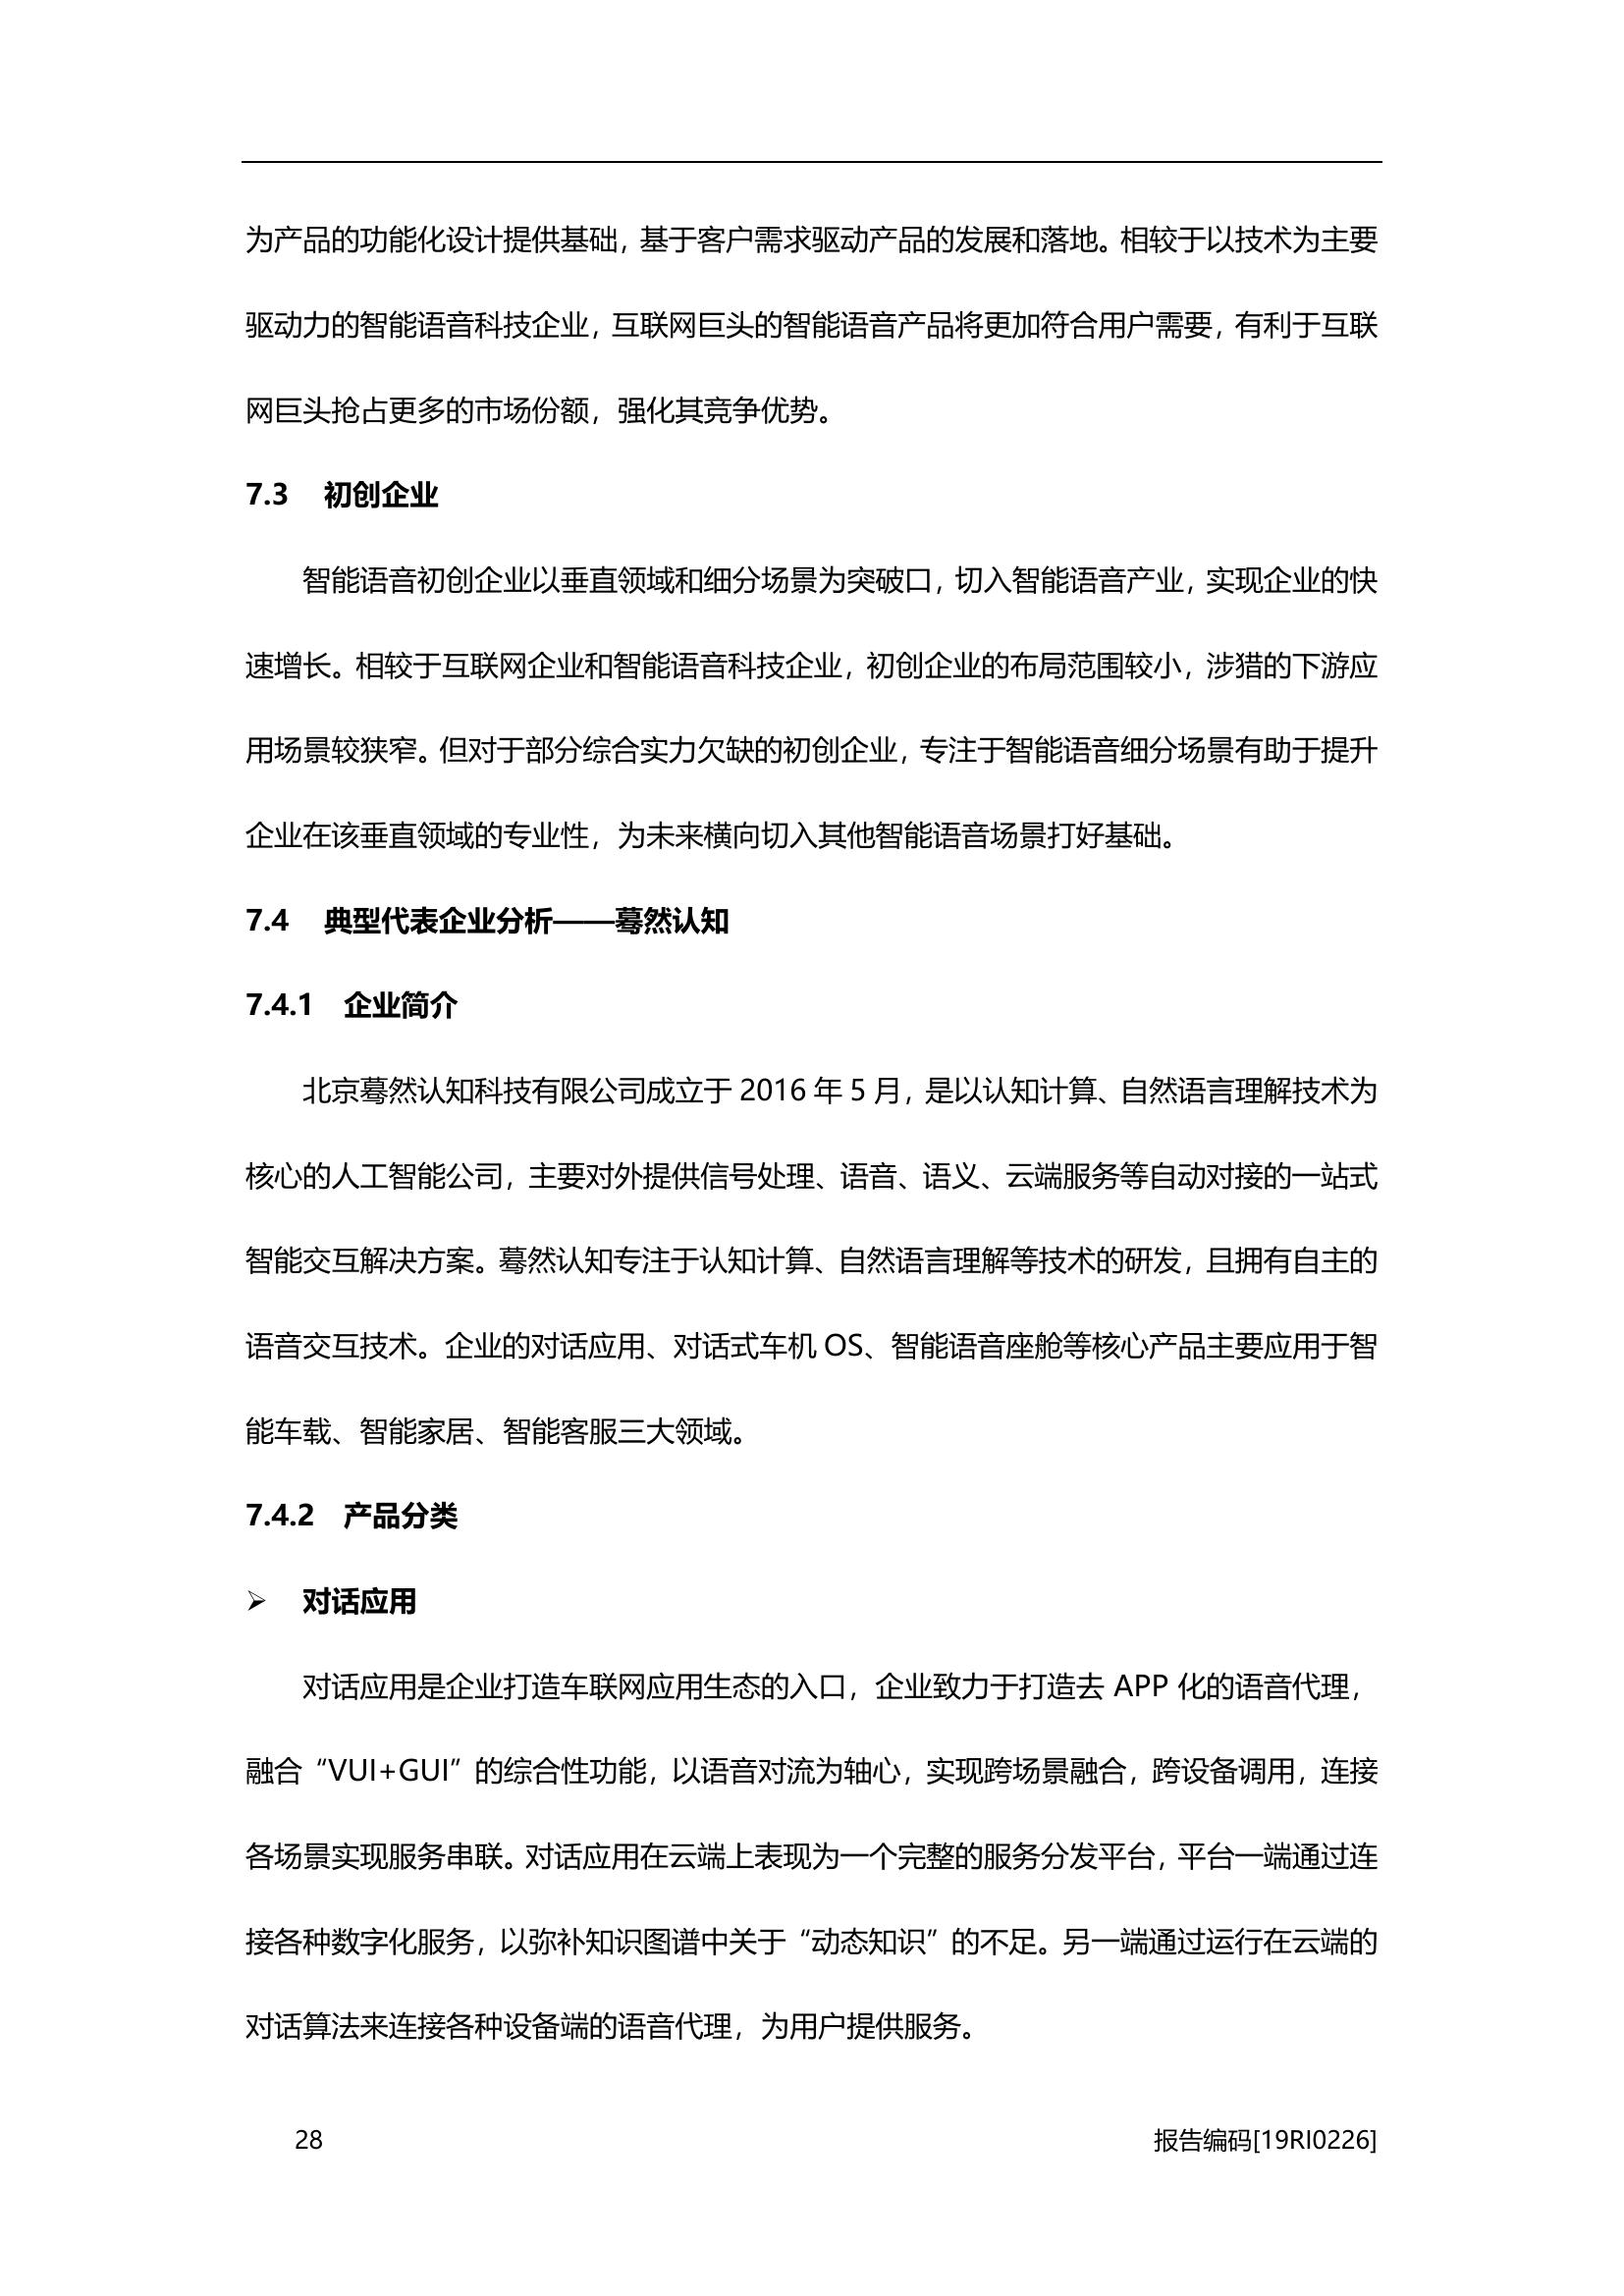 为产品的功能化设计提供基础，基于客户需求驱动产品的发展和落地。相较于以技术为主要
驱动力的智能语音科技企业，互联网巨头的智能语音产品将更加符合用户需要，有利于互联
网巨头抢占更多的市场份额，强化其竞争优势。
7.3 初创企业
智能语音初创企业以垂直领域和细分场景为突破口，切入智能语音产业，实现企业的快
速增长。相较于互联网企业和智能语音科技企业，初创企业的布局范围较小，涉猎的下游应
用场景较狭窄。但对于部分综合实力欠缺的初创企业，专注于智能语音细分场景有助于提升
企业在该垂直领域的专业性，为未来横向切入其他智能语音场景打好基础。
7.4 典型代表企业分析——蓦然认知
7.4.1 企业简介
北京蓦然认知科技有限公司成立于 2016 年 5 月，是以认知计算、自然语言理解技术为
核心的人工智能公司，主要对外提供信号处理、语音、语义、云端服务等自动对接的一站式
智能交互解决方案。蓦然认知专注于认知计算、自然语言理解等技术的研发，且拥有自主的
语音交互技术。企业的对话应用、对话式车机 OS、智能语音座舱等核心产品主要应用于智
能车载、智能家居、智能客服三大领域。
7.4.2 产品分类
➢ 对话应用
对话应用是企业打造车联网应用生态的入口，企业致力于打造去 APP 化的语音代理，
融合“VUI+GUI”的综合性功能，以语音对流为轴心，实现跨场景融合，跨设备调用，连接
各场景实现服务串联。对话应用在云端上表现为一个完整的服务分发平台，平台一端通过连
接各种数字化服务，以弥补知识图谱中关于“动态知识”的不足。另一端通过运行在云端的
对话算法来连接各种设备端的语音代理，为用户提供服务。
28 报告编码[19RI0226]